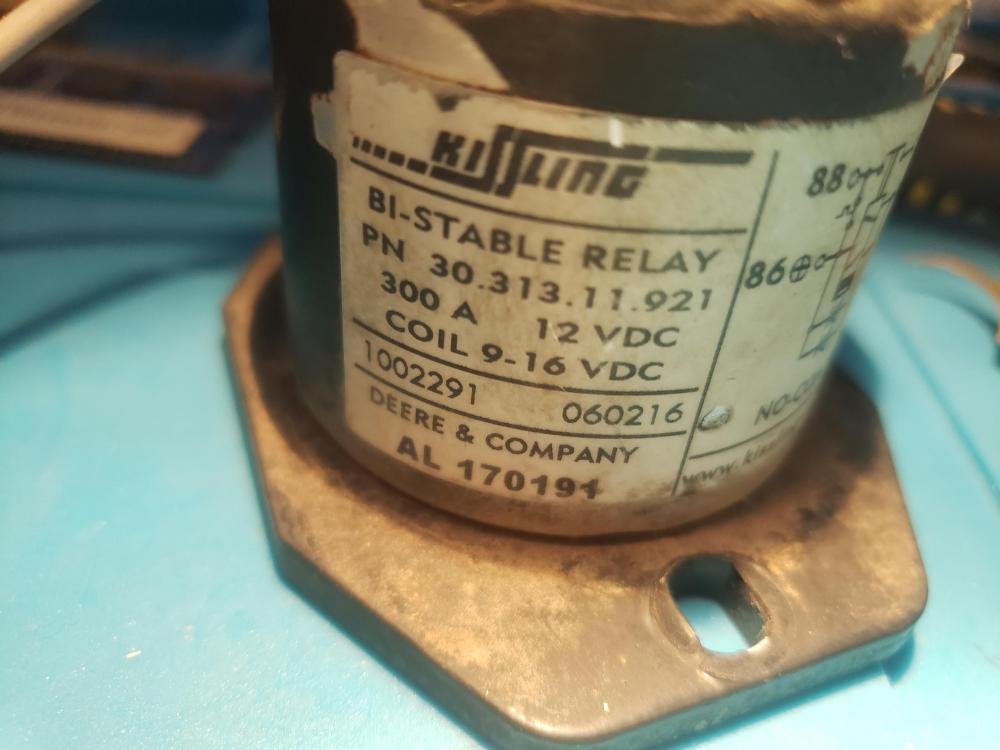 KISSLING
BI-STABLE RELAY
PN 30.313.11.921
300 A 12 VDC
COIL 9-16 VDC
1002291 060216
DEERE & COMPANY
AL 170191
88
86